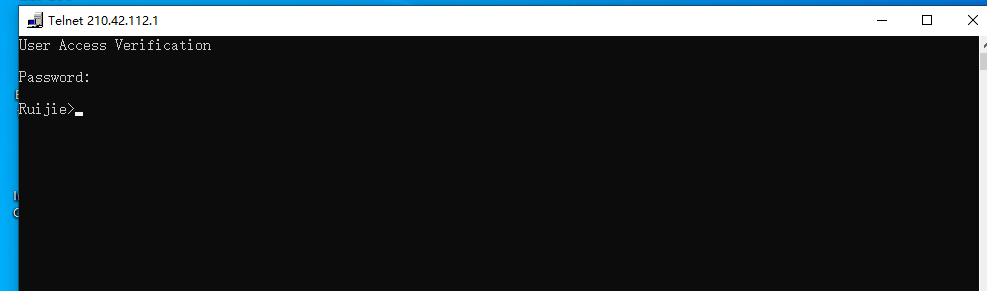 Telnet 210.42.112.1
User Access Verification
Password:
Ruijie>